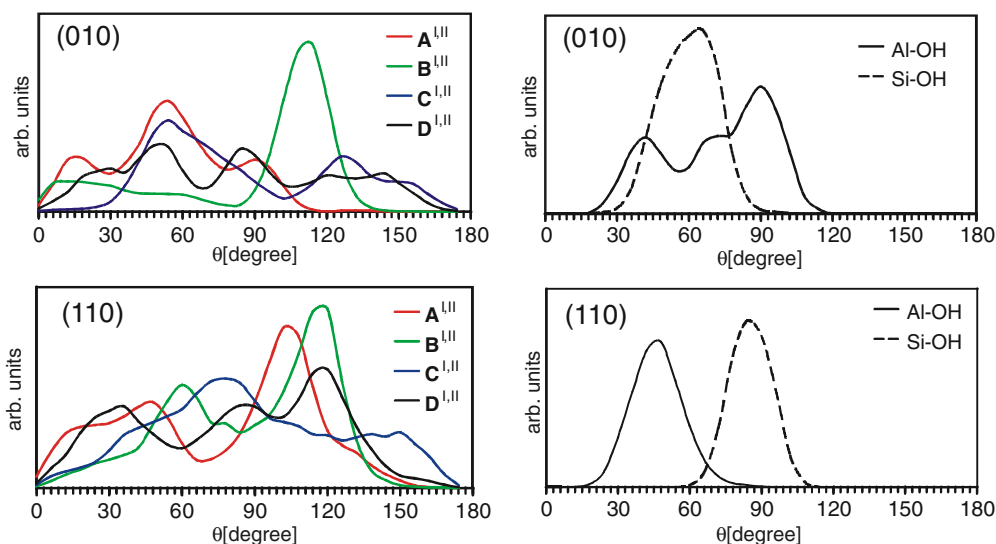 (010)
A I,II
B I,II
C I,II
D I,II
arb. units
0 30 60 90 120 150 180
θ[degree]
(010)
Al-OH
Si-OH
arb. units
0 30 60 90 120 150 180
θ[degree]
(110)
A I,II
B I,II
C I,II
D I,II
arb. units
0 30 60 90 120 150 180
θ[degree]
(110)
Al-OH
Si-OH
arb. units
0 30 60 90 120 150 180
θ[degree]